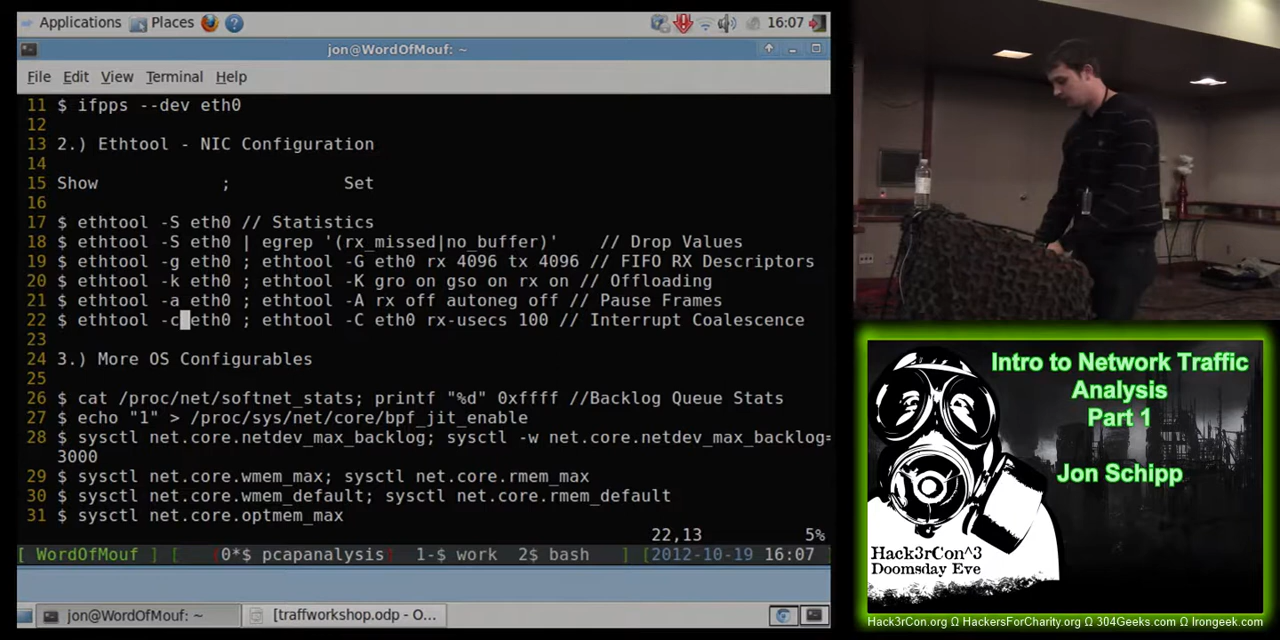 Applications Places 16:07
jon@WordOfMouf: ~
File Edit View Terminal Help
11 $ ifpps --dev eth0
12
13 2.) Ethtool - NIC Configuration
14
15 Show ; Set
16
17 $ ethtool -S eth0 // Statistics
18 $ ethtool -S eth0 | egrep '(rx_missed|no_buffer)' // Drop Values
19 $ ethtool -g eth0 ; ethtool -G eth0 rx 4096 tx 4096 // FIFO RX Descriptors
20 $ ethtool -k eth0 ; ethtool -K gro on gso on rx on // Offloading
21 $ ethtool -a eth0 ; ethtool -A rx off autoneg off // Pause Frames
22 $ ethtool -c eth0 ; ethtool -C eth0 rx-usecs 100 // Interrupt Coalescence
23
24 3.) More OS Configurables
25
26 $ cat /proc/net/softnet_stats; printf "%d" 0xffff //Backlog Queue Stats
27 $ echo "1" > /proc/sys/net/core/bpf_jit_enable
28 $ sysctl net.core.netdev_max_backlog; sysctl -w net.core.netdev_max_backlog=
3000
29 $ sysctl net.core.wmem_max; sysctl net.core.rmem_max
30 $ sysctl net.core.wmem_default; sysctl net.core.rmem_default
31 $ sysctl net.core.optmem_max
22,13 5%
[ WordOfMouf ] [ (0*$ pcapanalysis) 1-$ work 2$ bash ] [2012-10-19 16:07
jon@WordOfMouf: ~ [traffworkshop.odp - O...
Intro to Network Traffic
Analysis
Part 1
Jon Schipp
Hack3rCon^3
Doomsday Eve
Hack3rCon.org Ω HackersForCharity.org Ω 304Geeks.com Ω Irongeek.com